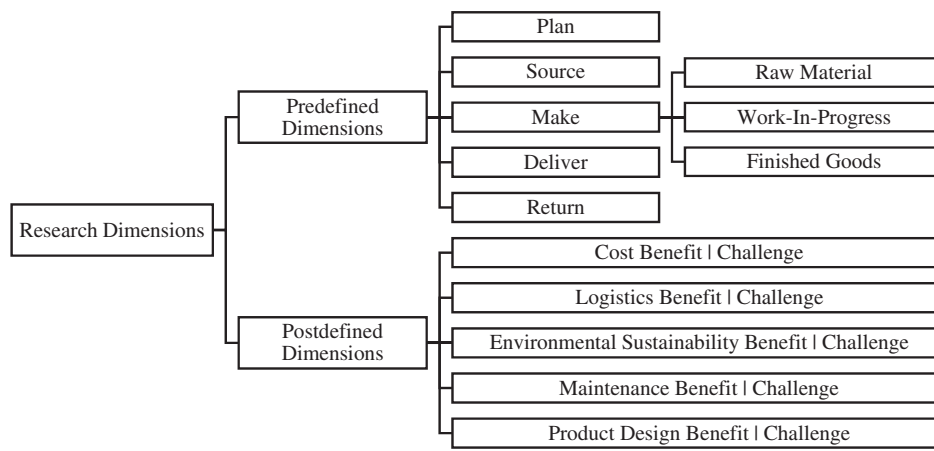 Research Dimensions
Predefined
Dimensions
Plan
Source
Make
Deliver
Return
Raw Material
Work-In-Progress
Finished Goods
Postdefined
Dimensions
Cost Benefit | Challenge
Logistics Benefit | Challenge
Environmental Sustainability Benefit | Challenge
Maintenance Benefit | Challenge
Product Design Benefit | Challenge